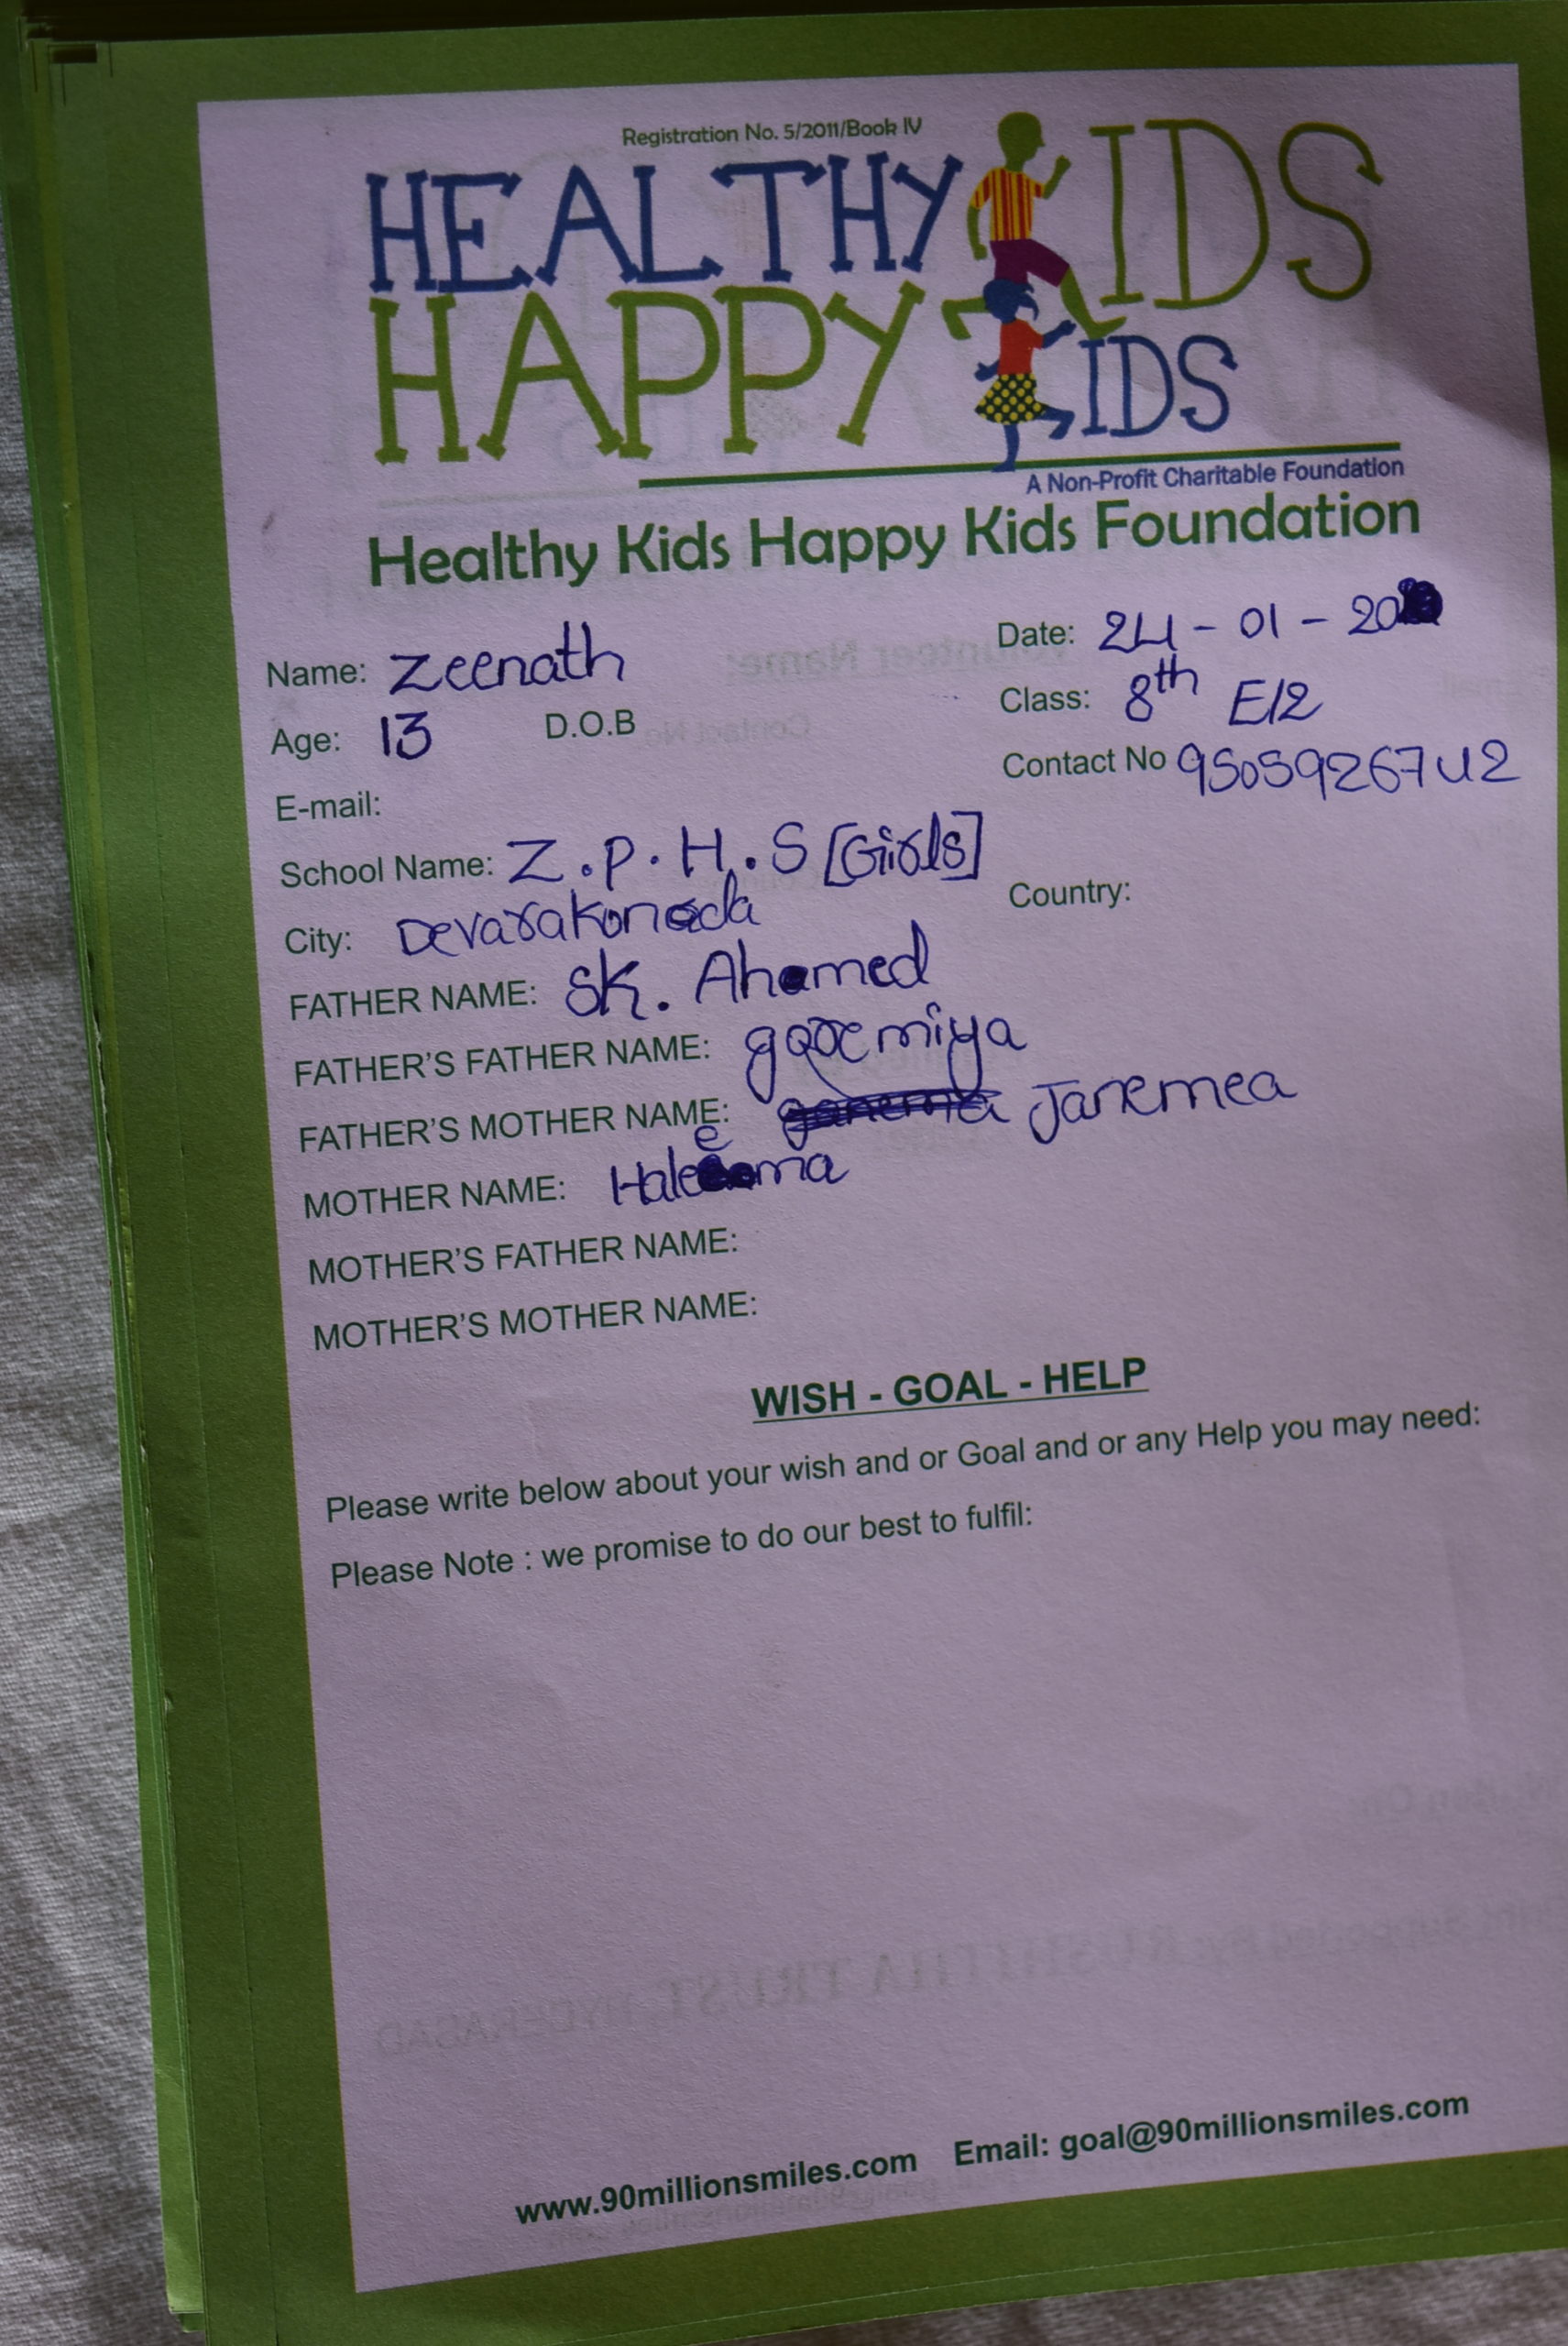 Registration No. 5/2011/Book IV
HEALTHY KIDS
HAPPY KIDS
A Non-Profit Charitable Foundation
Healthy Kids Happy Kids Foundation
Name: Zeenath
Date: 24 - 01 - 20
Age: 13 D.O.B
Class: 8th E/2
Contact No 9505926742
E-mail:
School Name: Z.P.H.S [Girls]
City: Devarakonada
Country:
FATHER NAME: SK. Ahamed
FATHER'S FATHER NAME: miya
FATHER'S MOTHER NAME: Janemea
MOTHER NAME:
MOTHER'S FATHER NAME:
MOTHER'S MOTHER NAME:
WISH - GOAL - HELP
Please write below about your wish and or Goal and or any Help you may need:
Please Note : we promise to do our best to fulfil:
www.90millionsmiles.com Email: goal@90millionsmiles.com